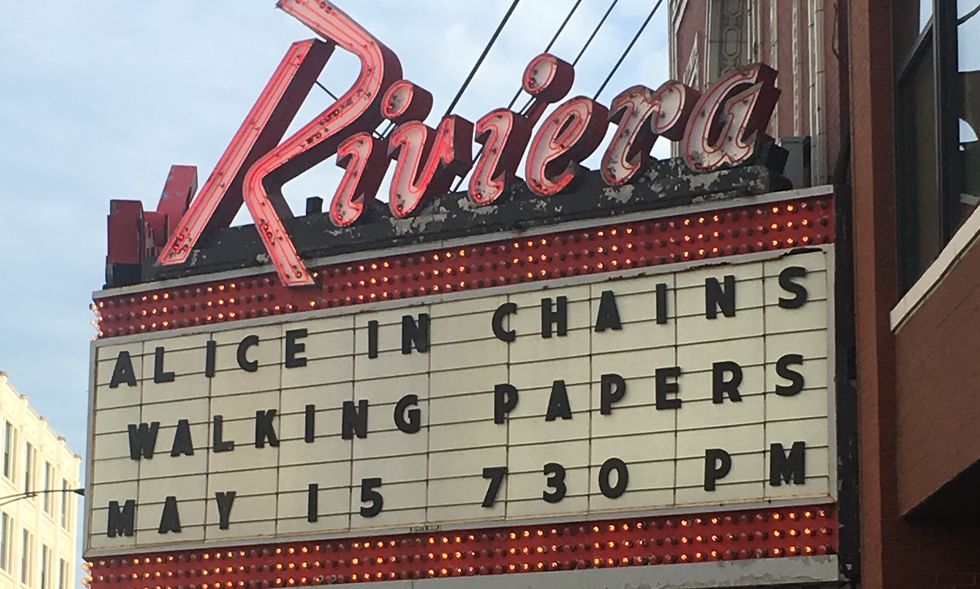 Riviera
ALICE IN CHAINS
WALKING PAPERS
MAY 15 730 PM